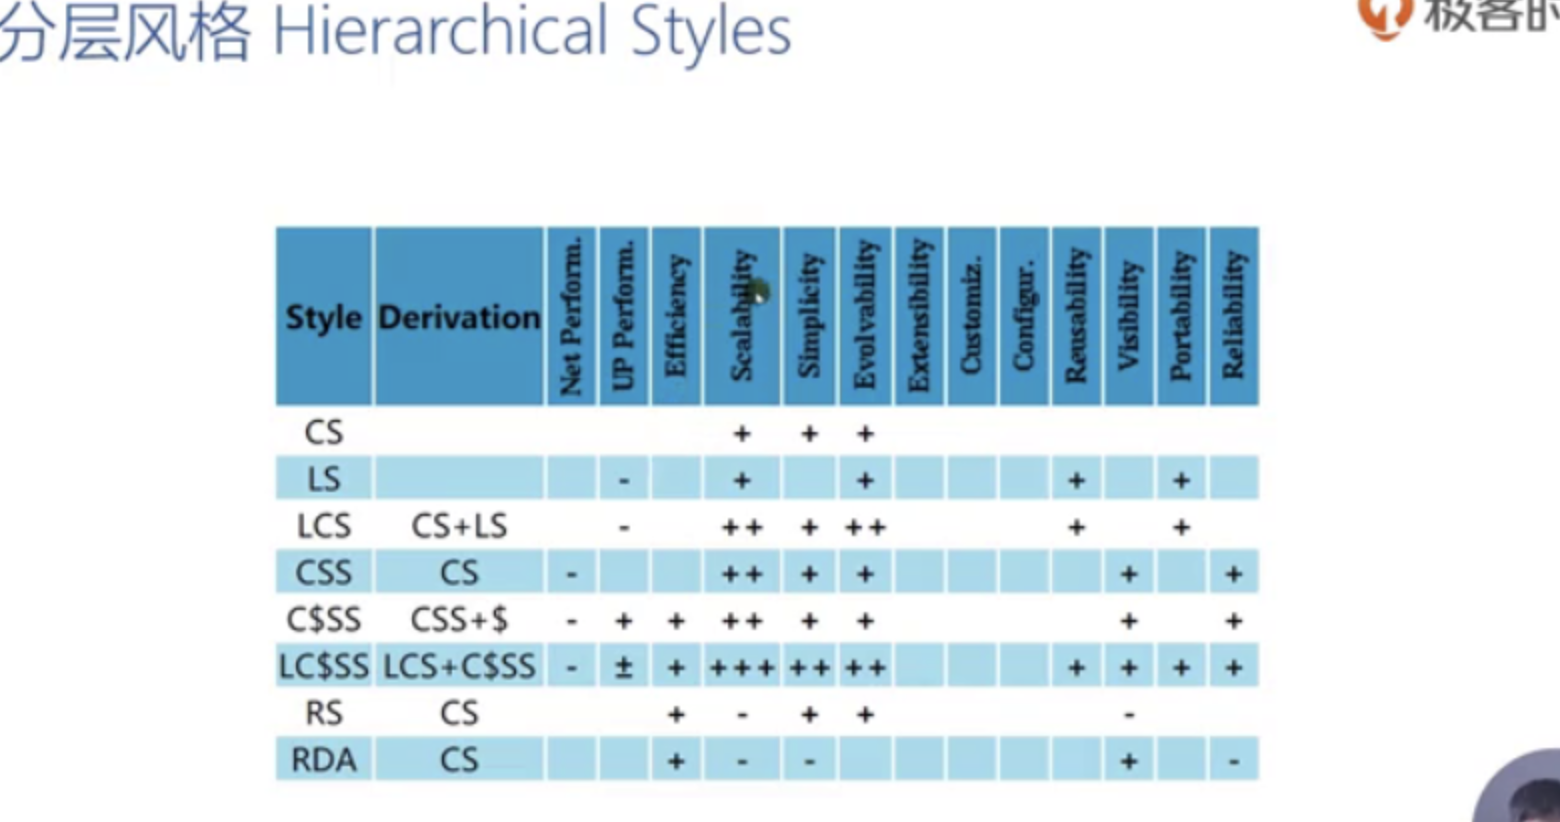 分层风格 Hierarchical Styles
极客时
Style Derivation Net Perform. UP Perform. Efficiency Scalability Simplicity Evolvability Extensibility Customiz. Configur. Reusability Visibility Portability Reliability
CS + + +
LS - + + + +
LCS CS+LS - ++ + ++ + +
CSS CS - ++ + + + +
C$SS CSS+$ - + + ++ + + + +
LC$SS LCS+C$SS - ± + +++ ++ ++ + + + +
RS CS + - + + -
RDA CS + - - + -